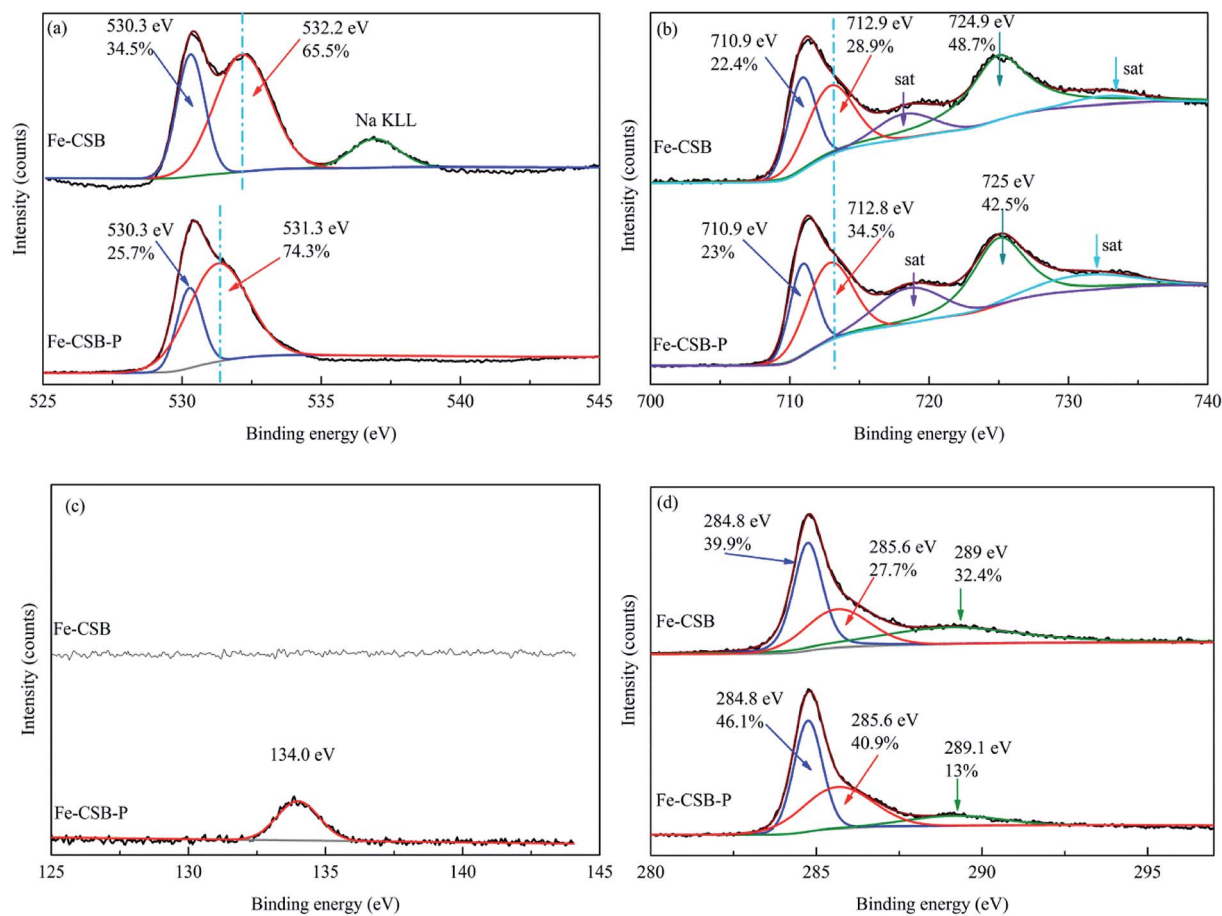 (a)
530.3 eV
34.5%
532.2 eV
65.5%
Na KLL
Fe-CSB
530.3 eV
25.7%
531.3 eV
74.3%
Fe-CSB-P
Intensity (counts)
525 530 535 540 545
Binding energy (eV)
(b)
710.9 eV
22.4%
712.9 eV
28.9%
sat
724.9 eV
48.7%
sat
Fe-CSB
710.9 eV
23%
712.8 eV
34.5%
sat
725 eV
42.5%
sat
Fe-CSB-P
Intensity (counts)
700 710 720 730 740
Binding energy (eV)
(c)
Fe-CSB
134.0 eV
Fe-CSB-P
Intensity (counts)
125 130 135 140 145
Binding energy (eV)
(d)
284.8 eV
39.9%
285.6 eV
27.7%
289 eV
32.4%
Fe-CSB
284.8 eV
46.1%
285.6 eV
40.9%
289.1 eV
13%
Fe-CSB-P
Intensity (counts)
280 285 290 295
Binding energy (eV)